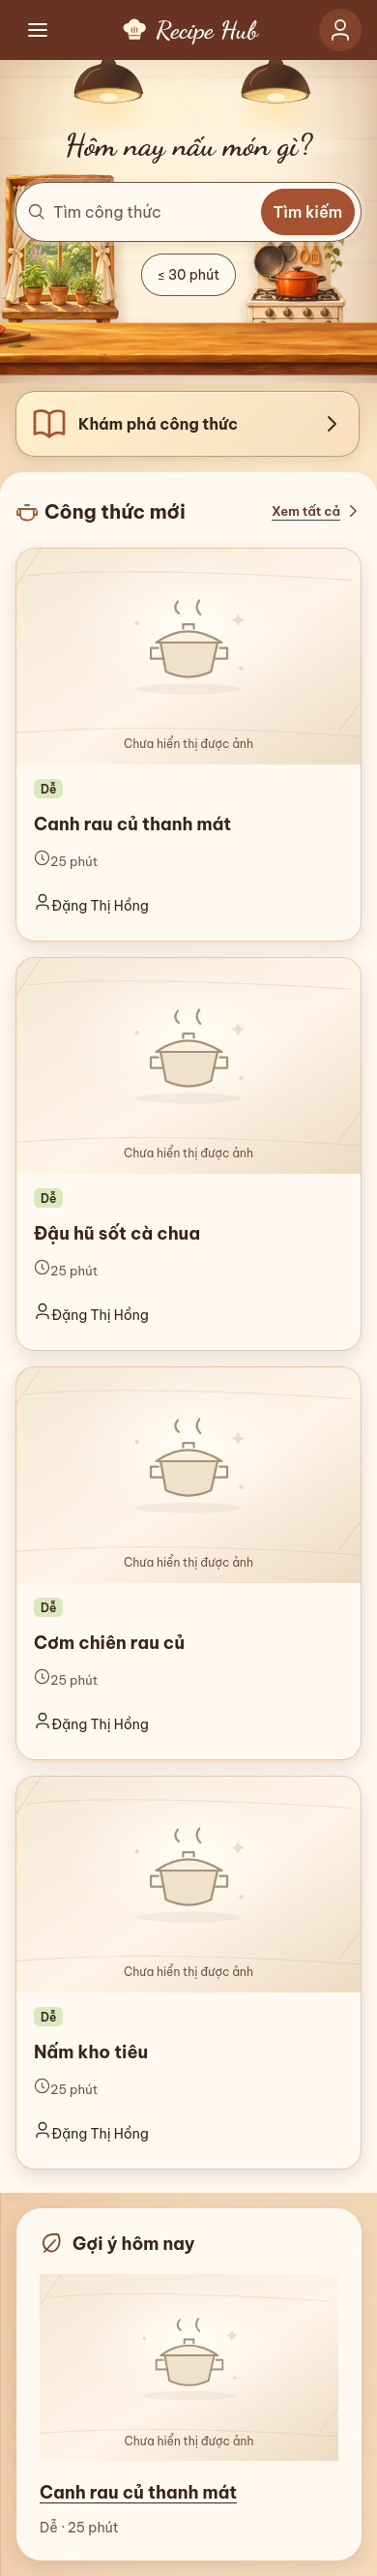 Recipe Hub
Hôm nay nấu món gì?
Tìm công thức
Tìm kiếm
≤ 30 phút
Khám phá công thức
Công thức mới
Xem tất cả
Chưa hiển thị được ảnh
Dễ
Canh rau củ thanh mát
25 phút
Đặng Thị Hồng
Chưa hiển thị được ảnh
Dễ
Đậu hũ sốt cà chua
25 phút
Đặng Thị Hồng
Chưa hiển thị được ảnh
Dễ
Cơm chiên rau củ
25 phút
Đặng Thị Hồng
Chưa hiển thị được ảnh
Dễ
Nấm kho tiêu
25 phút
Đặng Thị Hồng
Gợi ý hôm nay
Chưa hiển thị được ảnh
Canh rau củ thanh mát
Dễ · 25 phút